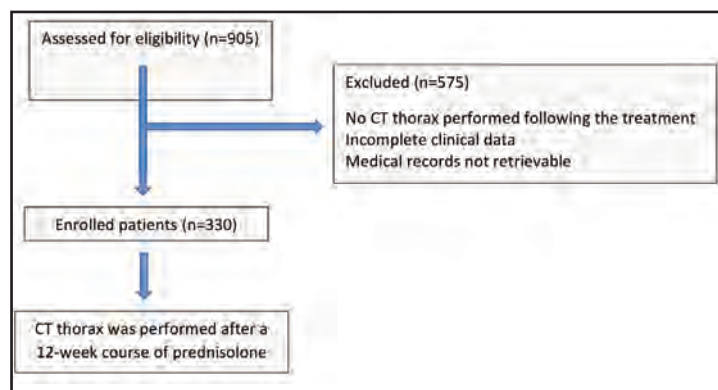 Assessed for eligibility (n=905)
Excluded (n=575)
No CT thorax performed following the treatment
Incomplete clinical data
Medical records not retrievable
Enrolled patients (n=330)
CT thorax was performed after a
12-week course of prednisolone